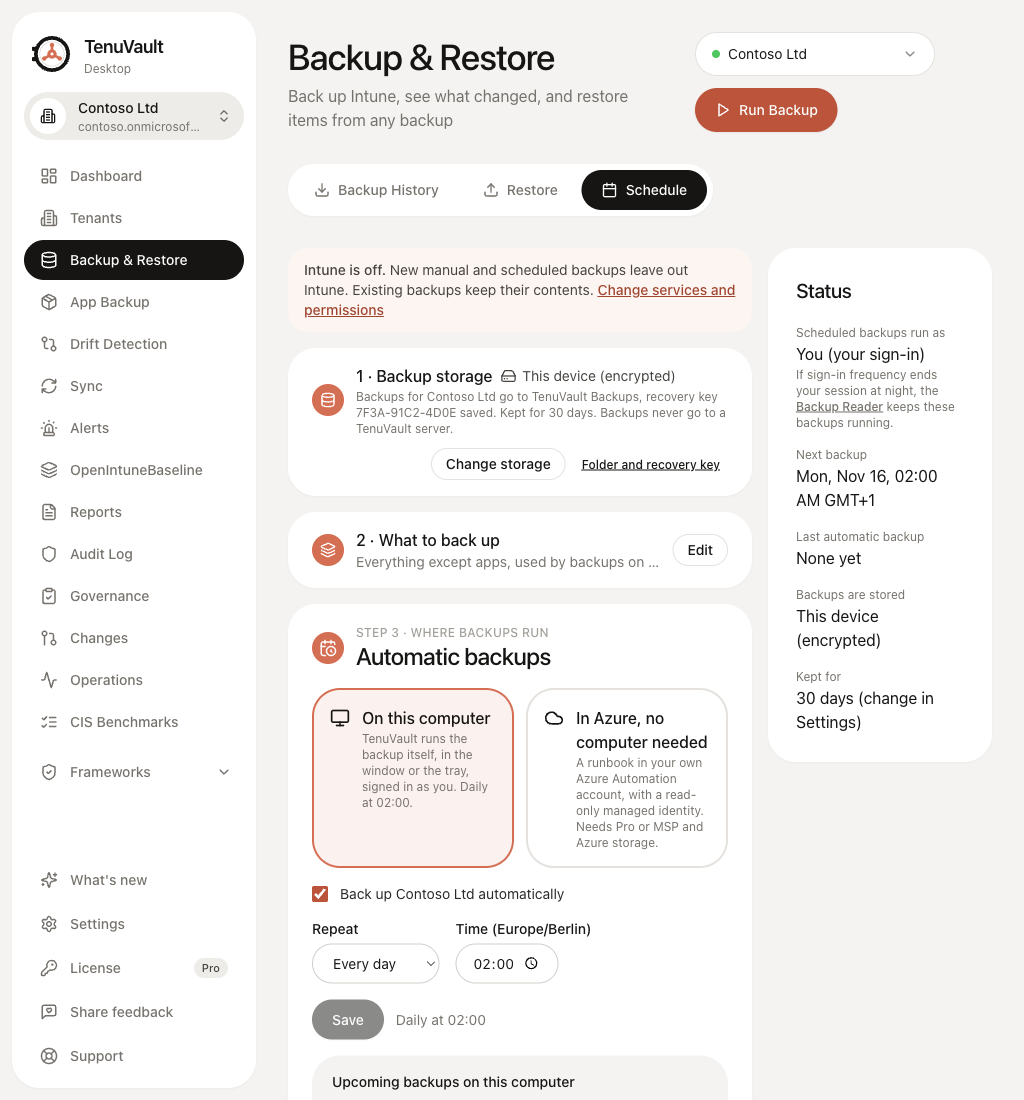 TenuVault
Desktop
Contoso Ltd
contoso.onmicrosof...
Dashboard
Tenants
Backup & Restore
App Backup
Drift Detection
Sync
Alerts
OpenIntuneBaseline
Reports
Audit Log
Governance
Changes
Operations
CIS Benchmarks
Frameworks
What's new
Settings
License
Pro
Share feedback
Support
Backup & Restore
Back up Intune, see what changed, and restore
items from any backup
Contoso Ltd
Run Backup
Backup History
Restore
Schedule
Intune is off. New manual and scheduled backups leave out
Intune. Existing backups keep their contents. Change services and
permissions
1 · Backup storage
This device (encrypted)
Backups for Contoso Ltd go to TenuVault Backups, recovery key
7F3A-91C2-4D0E saved. Kept for 30 days. Backups never go to a
TenuVault server.
Change storage
Folder and recovery key
2 · What to back up
Everything except apps, used by backups on ...
Edit
STEP 3 · WHERE BACKUPS RUN
Automatic backups
On this computer
TenuVault runs the
backup itself, in the
window or the tray,
signed in as you. Daily
at 02:00.
In Azure, no
computer needed
A runbook in your own
Azure Automation
account, with a read-
only managed identity.
Needs Pro or MSP and
Azure storage.
Back up Contoso Ltd automatically
Repeat
Time (Europe/Berlin)
Every day
02:00
Save
Daily at 02:00
Upcoming backups on this computer
Status
Scheduled backups run as
You (your sign-in)
If sign-in frequency ends
your session at night, the
Backup Reader keeps these
backups running.
Next backup
Mon, Nov 16, 02:00
AM GMT+1
Last automatic backup
None yet
Backups are stored
This device
(encrypted)
Kept for
30 days (change in
Settings)